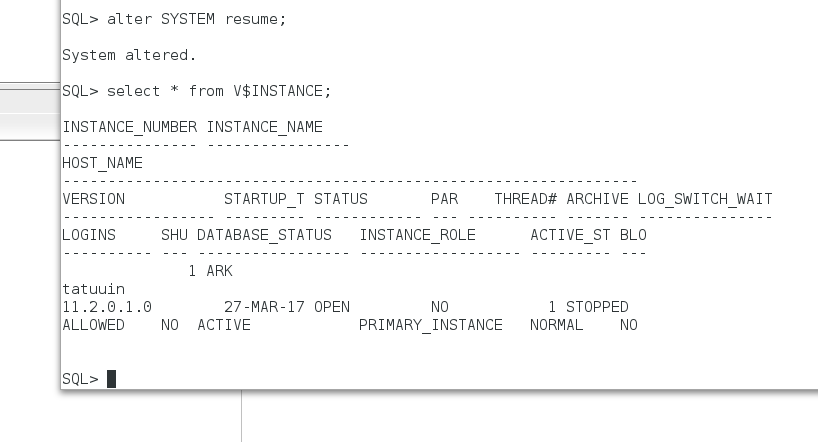 SQL> alter SYSTEM resume;
System altered.
SQL> select * from V$INSTANCE;
INSTANCE_NUMBER INSTANCE_NAME
--------------- ----------------
HOST_NAME
----------------------------------------------------------------
VERSION           STARTUP_T STATUS       PAR    THREAD# ARCHIVE LOG_SWITCH_WAIT
----------------- --------- ------------ --- ---------- ------- ---------------
LOGINS     SHU DATABASE_STATUS   INSTANCE_ROLE      ACTIVE_ST BLO
---------- --- ----------------- ------------------ --------- ---
              1 ARK
tatuuin
11.2.0.1.0        27-MAR-17 OPEN         NO           1 STOPPED
ALLOWED    NO  ACTIVE            PRIMARY_INSTANCE   NORMAL    NO
SQL>